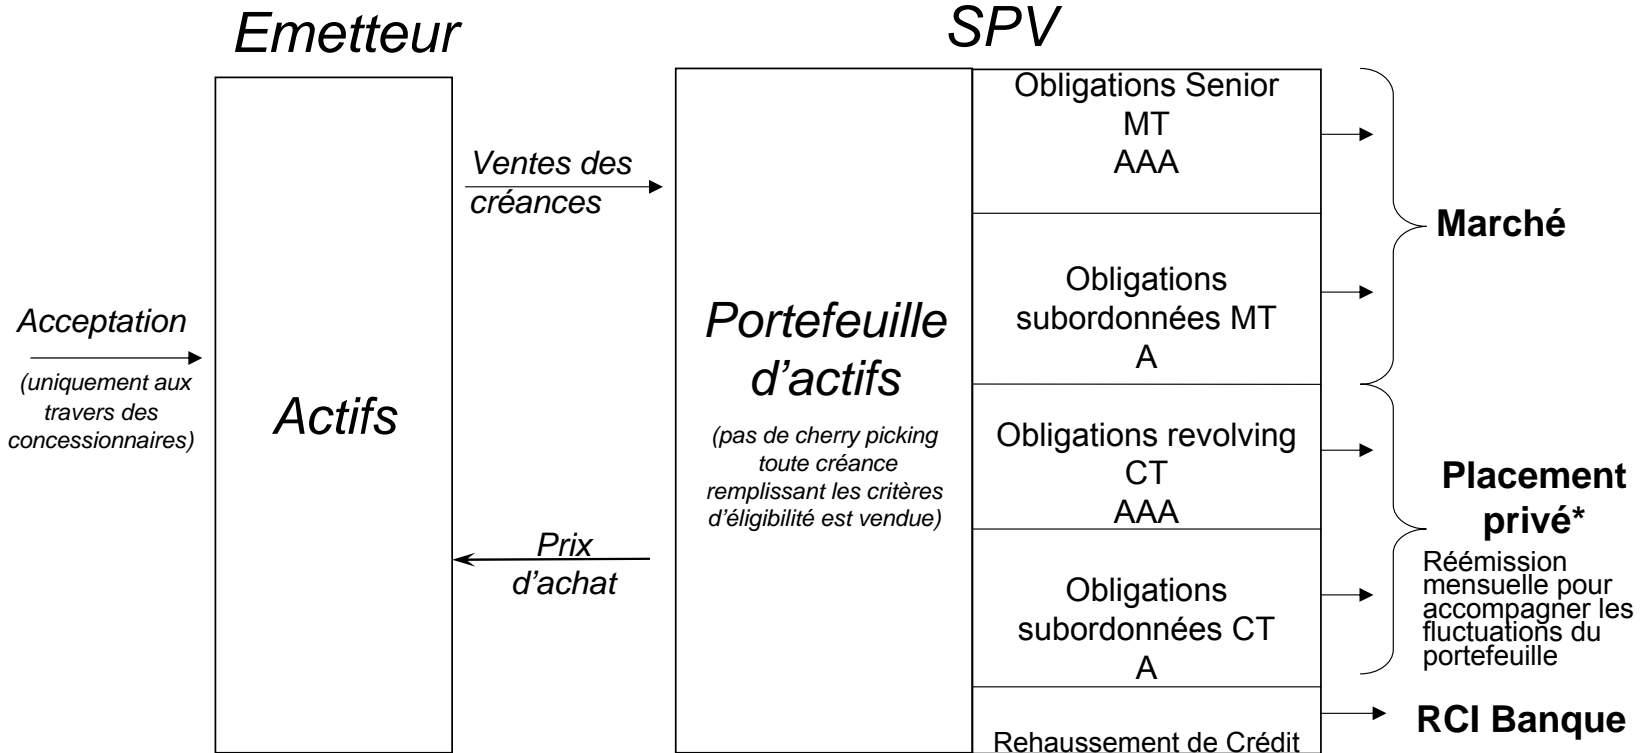 Emetteur
SPV
Acceptation
(uniquement aux
travers des
concessionnaires)
Actifs
Ventes des
créances
Prix
d’achat
Portefeuille
d’actifs
(pas de cherry picking
toute créance
remplissant les critères
d’éligibilité est vendue)
Obligations Senior
MT
AAA
Obligations
subordonnées MT
A
Obligations revolving
CT
AAA
Obligations
subordonnées CT
A
Rehaussement de Crédit
Marché
Placement
privé*
Réémission
mensuelle pour
accompagner les
fluctuations du
portefeuille
RCI Banque